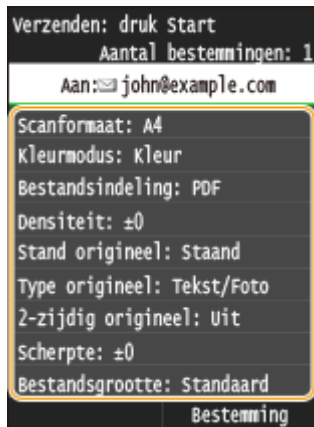 Verzenden: druk Start
Aantal bestemmingen: 1
Aan: john@example.com
Scanformaat: A4
Kleurmodus: Kleur
Bestandsindeling: PDF
Densiteit: ±0
Stand origineel: Staand
Type origineel: Tekst/Foto
2-zijdig origineel: Uit
Scherpte: ±0
Bestandsgrootte: Standaard
Bestemming